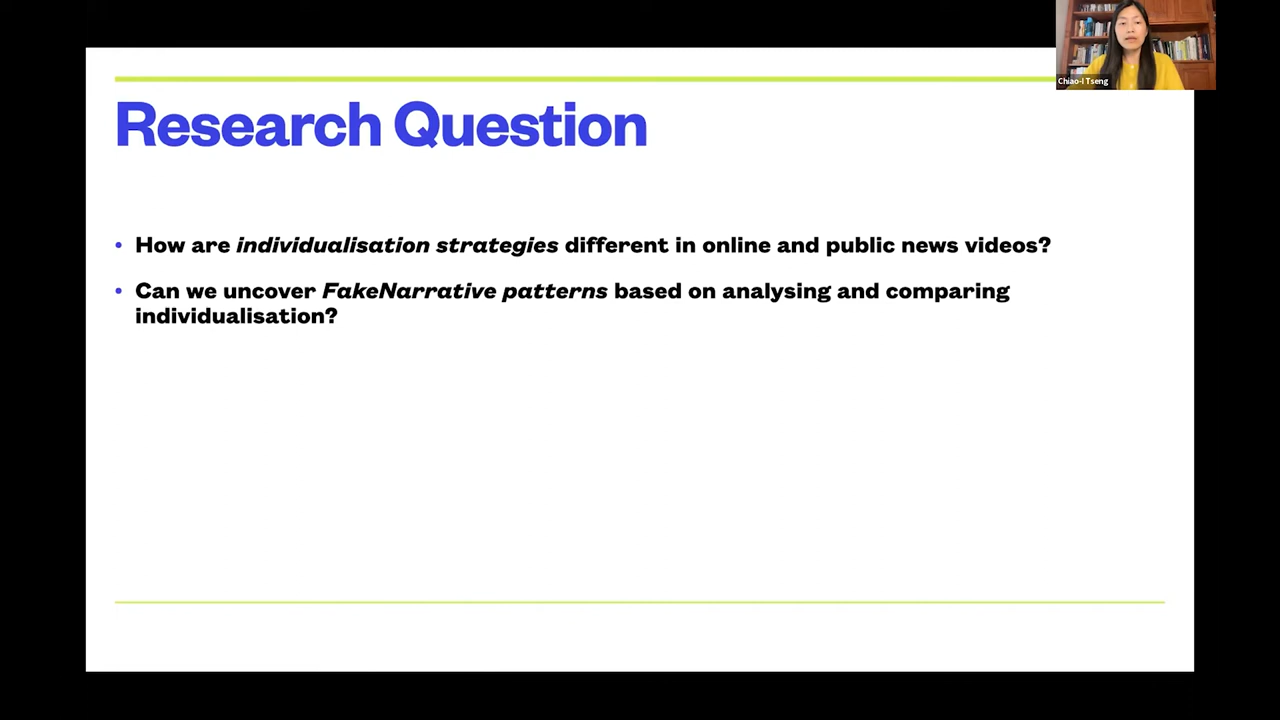 Chiao-I Tseng
Research Question
• How are individualisation strategies different in online and public news videos?
• Can we uncover FakeNarrative patterns based on analysing and comparing
individualisation?